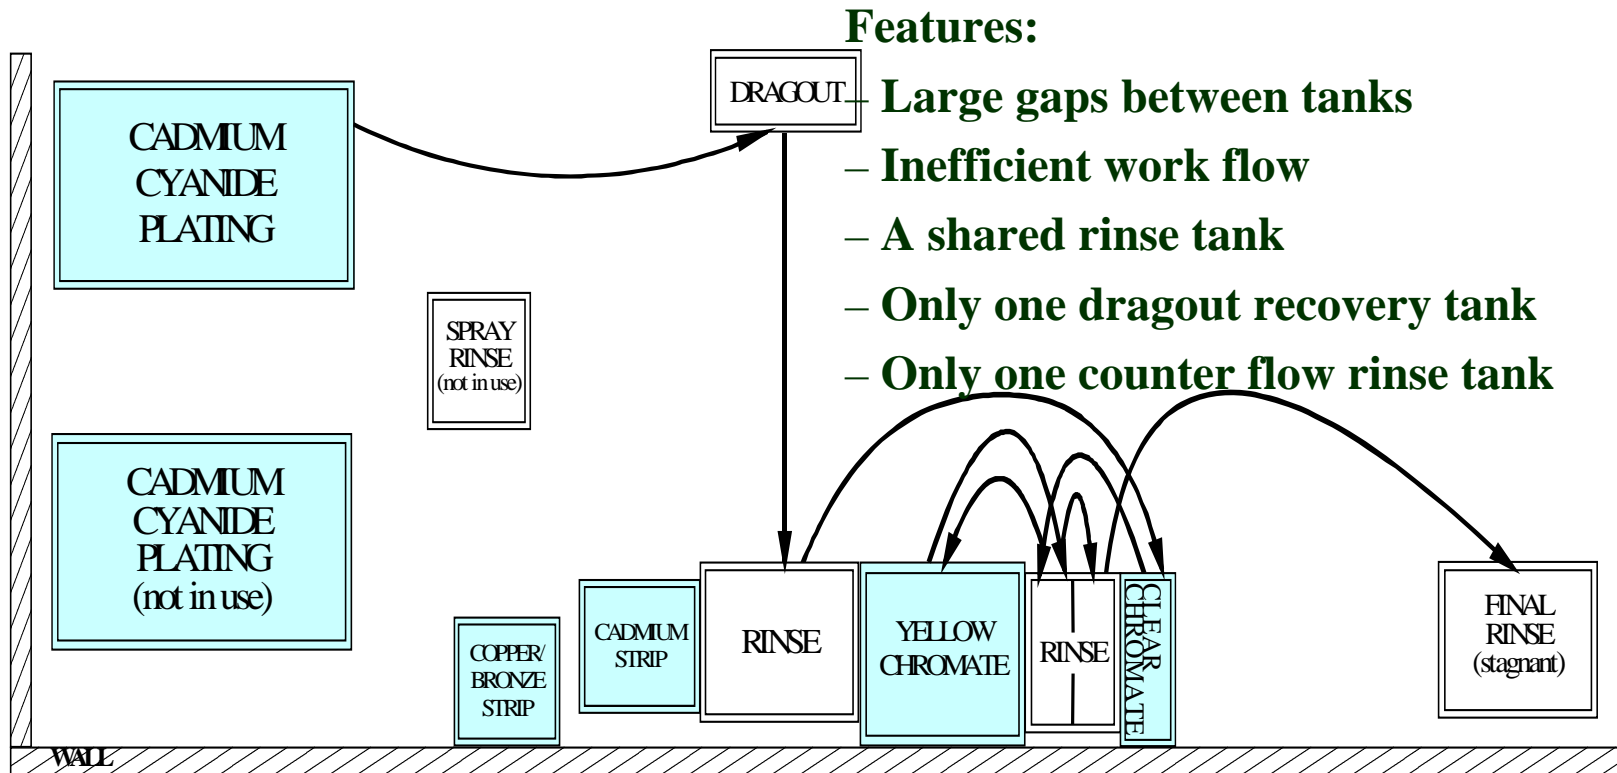 Features:
– Large gaps between tanks
– Inefficient work flow
– A shared rinse tank
– Only one dragout recovery tank
– Only one counter flow rinse tank
CADMIUM
CYANIDE
PLATING
DRAGOUT
SPRAY
RINSE
(not in use)
CADMIUM
CYANIDE
PLATING
(not in use)
COPPER/
BRONZE
STRIP
CADMIUM
STRIP
RINSE
YELLOW
CHROMATE
RINSE
CLEAR
CHROMATE
FINAL
RINSE
(stagnant)
WALL